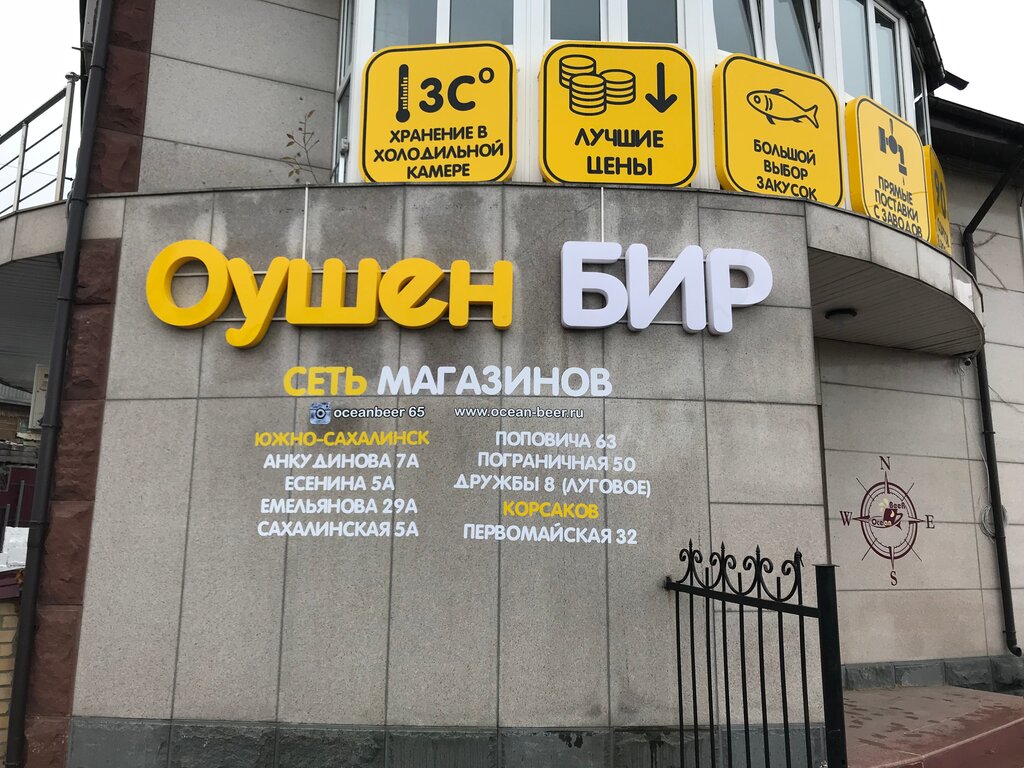 3С°
ХРАНЕНИЕ В
ХОЛОДИЛЬНОЙ
КАМЕРЕ
ЛУЧШИЕ
ЦЕНЫ
БОЛЬШОЙ
ВЫБОР
ЗАКУСОК
ПРЯМЫЕ
ПОСТАВКИ
С ЗАВОДОВ
Оушен БИР
СЕТЬ МАГАЗИНОВ
oceanbeer 65 www.ocean-beer.ru
ЮЖНО-САХАЛИНСК
АНКУДИНОВА 7А
ЕСЕНИНА 5А
ЕМЕЛЬЯНОВА 29А
САХАЛИНСКАЯ 5А
ПОПОВИЧА 63
ПОГРАНИЧНАЯ 50
ДРУЖБЫ 8 (ЛУГОВОЕ)
КОРСАКОВ
ПЕРВОМАЙСКАЯ 32
N
W E
S
Beer
Ocean